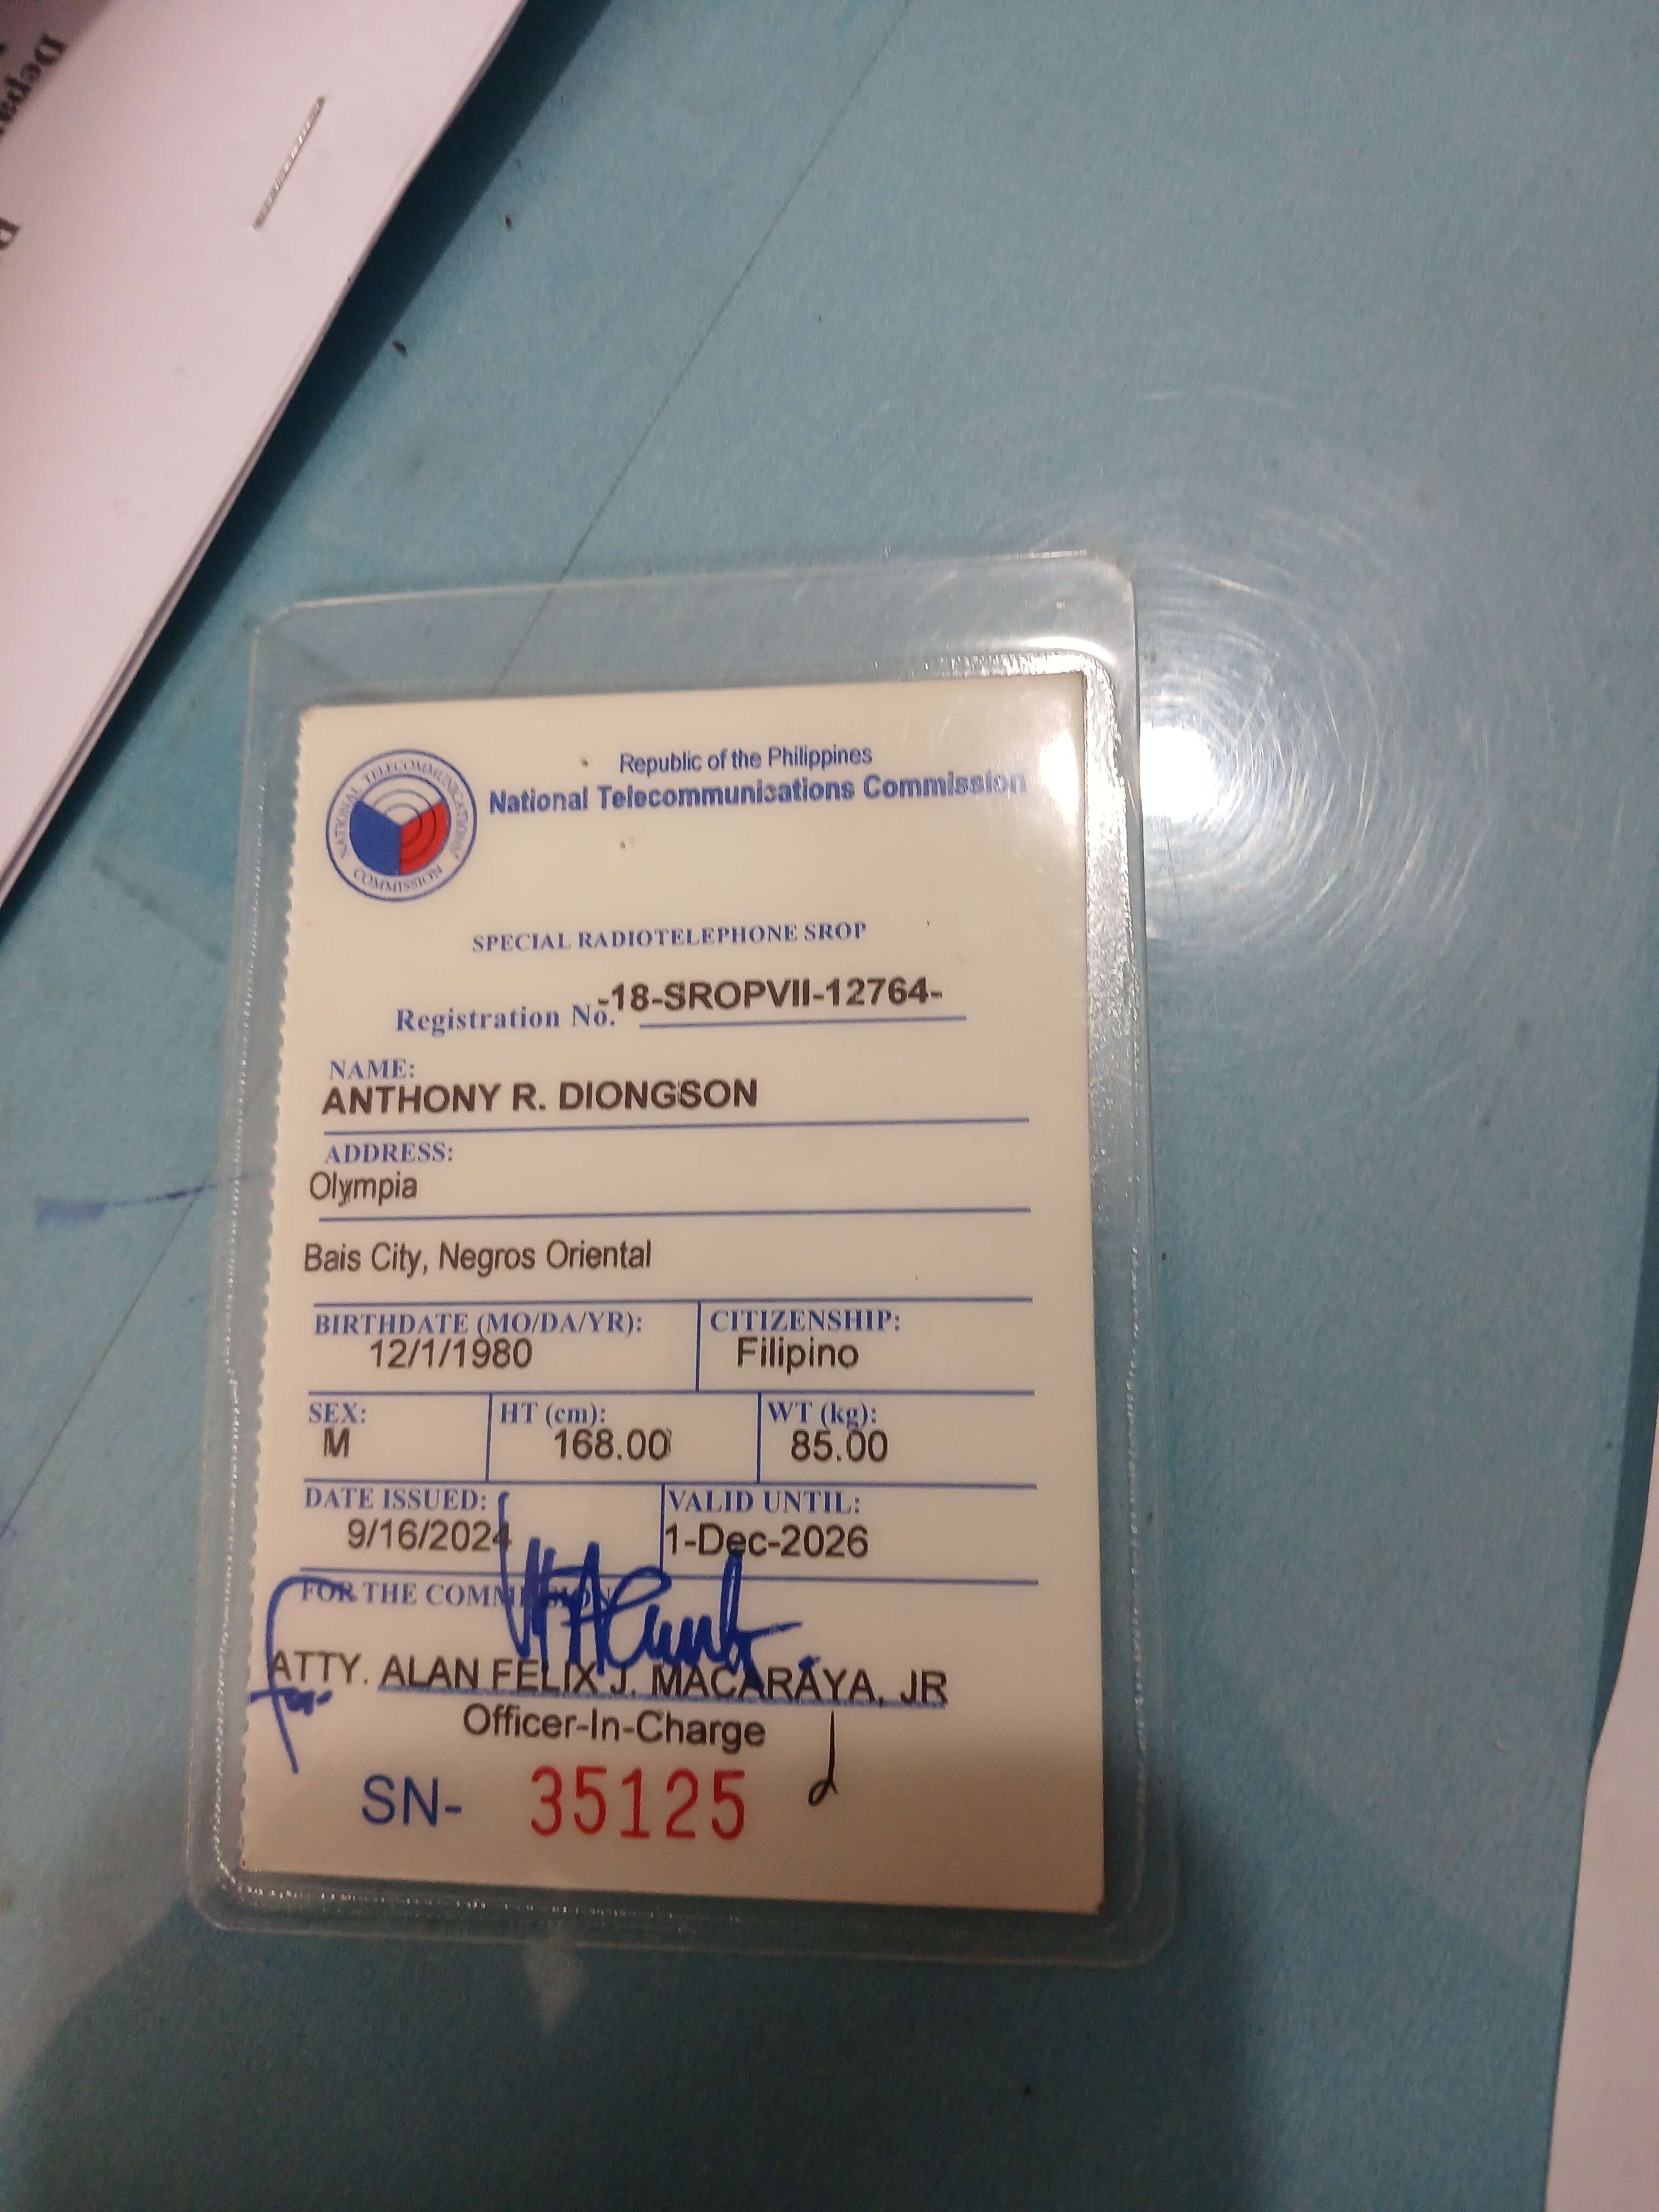 Depa
NATIONAL TELECOMMUNICATIONS COMMISSION
Republic of the Philippines
National Telecommunications Commission
SPECIAL RADIOTELEPHONE SROP
Registration No. -18-SROPVII-12764-
NAME:
ANTHONY R. DIONGSON
ADDRESS:
Olympia
Bais City, Negros Oriental
BIRTHDATE (MO/DA/YR): CITIZENSHIP:
12/1/1980 Filipino
SEX: HT (cm): WT (kg):
M 168.00 85.00
DATE ISSUED: VALID UNTIL:
9/16/2024 1-Dec-2026
FOR THE COMMISSION
for
ATTY. ALAN FELIX J. MACARAYA, JR
Officer-In-Charge
SN- 35125